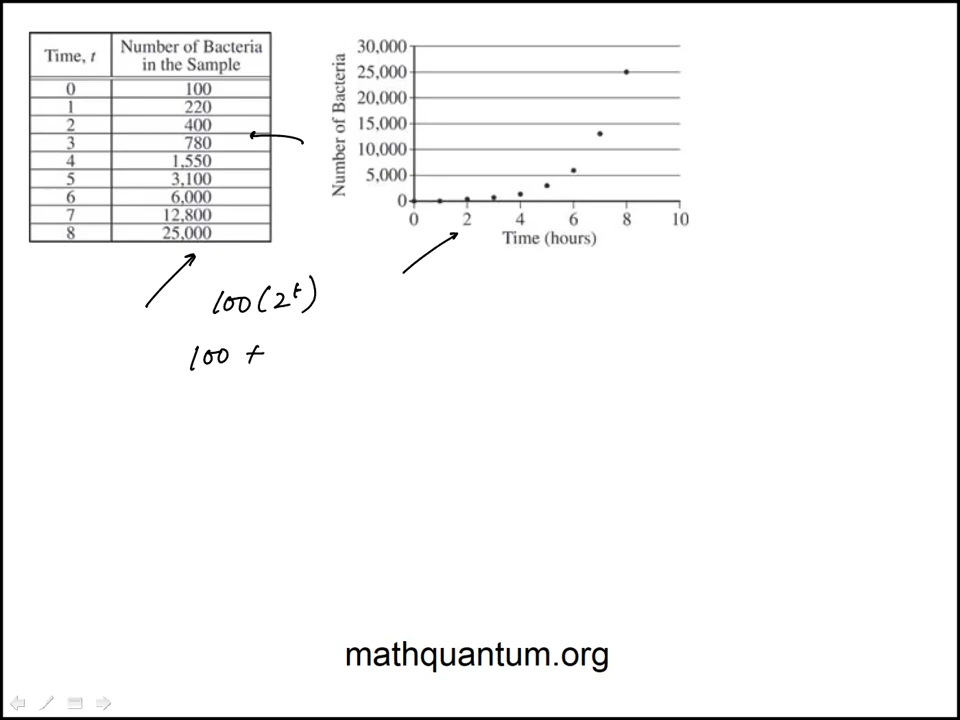 Time, t Number of Bacteria
in the Sample
0 100
1 220
2 400
3 780
4 1,550
5 3,100
6 6,000
7 12,800
8 25,000
Number of Bacteria
30,000
25,000
20,000
15,000
10,000
5,000
0
0 2 4 6 8 10
Time (hours)
100(2^t)
100 +
mathquantum.org